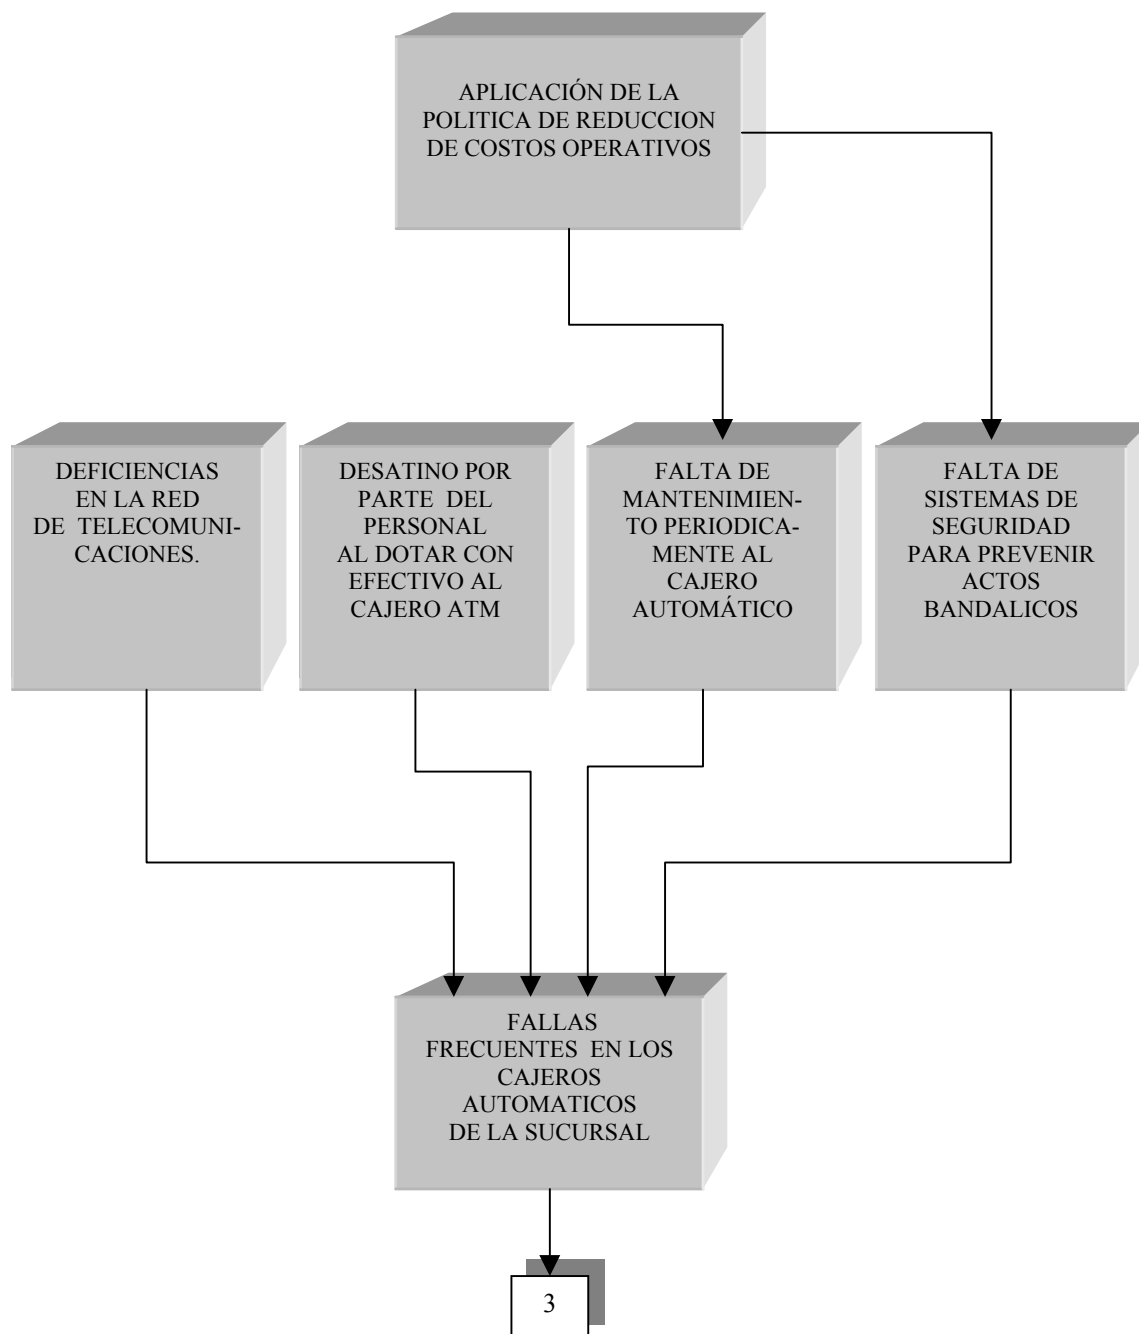 APLICACIÓN DE LA
POLITICA DE REDUCCION
DE COSTOS OPERATIVOS
DEFICIENCIAS
EN LA RED
DE TELECOMUNI-
CACIONES.
DESATINO POR
PARTE DEL
PERSONAL
AL DOTAR CON
EFECTIVO AL
CAJERO ATM
FALTA DE
MANTENIMIEN-
TO PERIODICA-
MENTE AL
CAJERO
AUTOMÁTICO
FALTA DE
SISTEMAS DE
SEGURIDAD
PARA PREVENIR
ACTOS
BANDALICOS
FALLAS
FRECUENTES EN LOS
CAJEROS
AUTOMATICOS
DE LA SUCURSAL
3